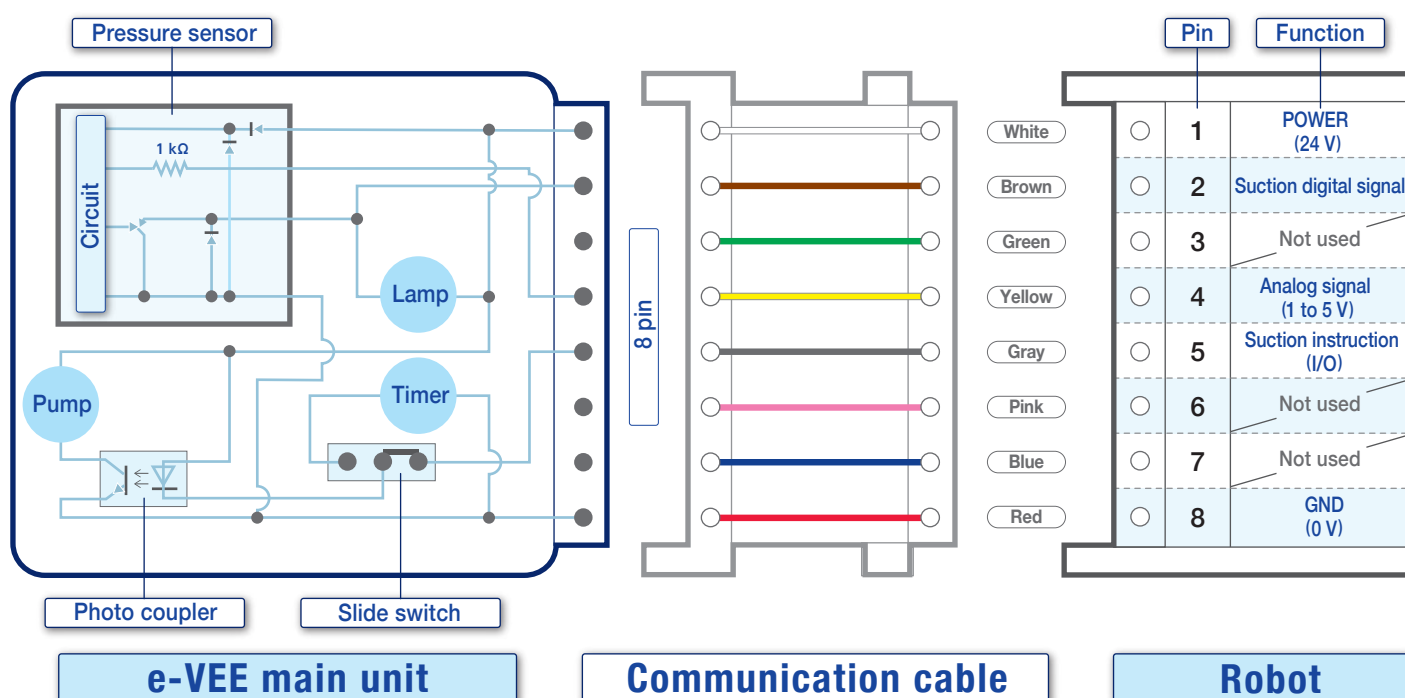 Pressure sensor
Pin
Function
Circuit
1 kΩ
Lamp
Timer
Pump
Photo coupler
Slide switch
8 pin
White
Brown
Green
Yellow
Gray
Pink
Blue
Red
1
POWER
(24 V)
2
Suction digital signal
3
Not used
4
Analog signal
(1 to 5 V)
5
Suction instruction
(I/O)
6
Not used
7
Not used
8
GND
(0 V)
e-VEE main unit
Communication cable
Robot